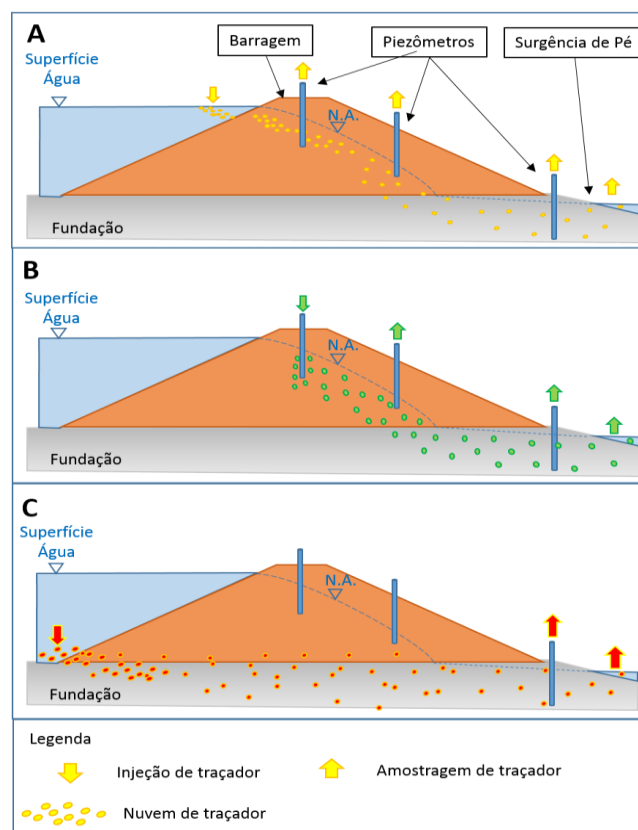 A
Superfície
Água
Barragem
Piezômetros
Surgência de Pé
N.A.
Fundação
B
Superfície
Água
N.A.
Fundação
C
Superfície
Água
N.A.
Fundação
Legenda
Injeção de traçador
Amostragem de traçador
Nuvem de traçador